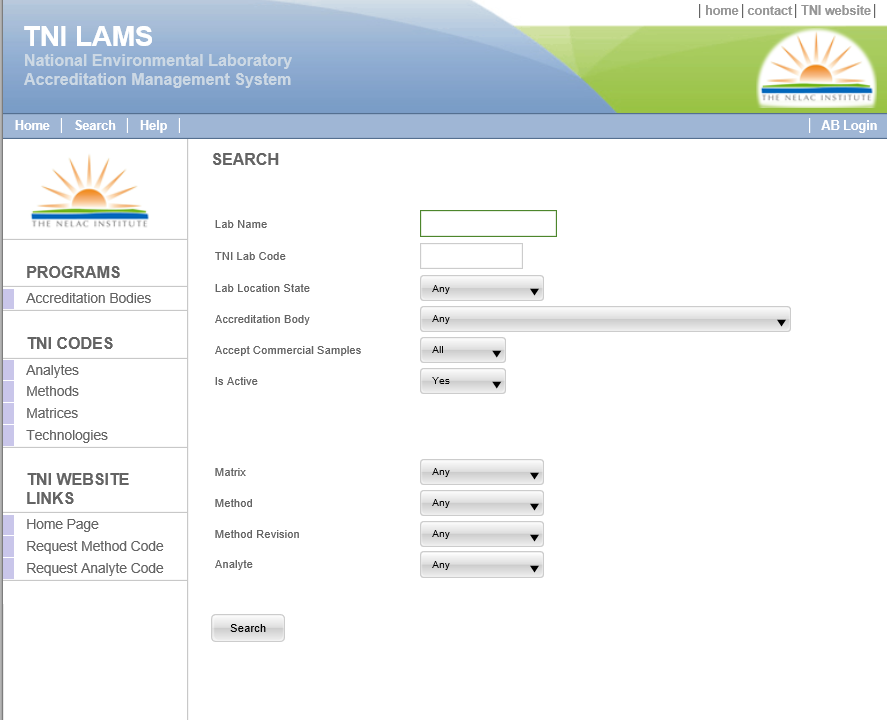 | home | contact | TNI website |
TNI LAMS
National Environmental Laboratory
Accreditation Management System
THE NELAC INSTITUTE
Home | Search | Help |
| AB Login
THE NELAC INSTITUTE
PROGRAMS
Accreditation Bodies
TNI CODES
Analytes
Methods
Matrices
Technologies
TNI WEBSITE
LINKS
Home Page
Request Method Code
Request Analyte Code
SEARCH
Lab Name
TNI Lab Code
Lab Location State Any
Accreditation Body Any
Accept Commercial Samples All
Is Active Yes
Matrix Any
Method Any
Method Revision Any
Analyte Any
Search